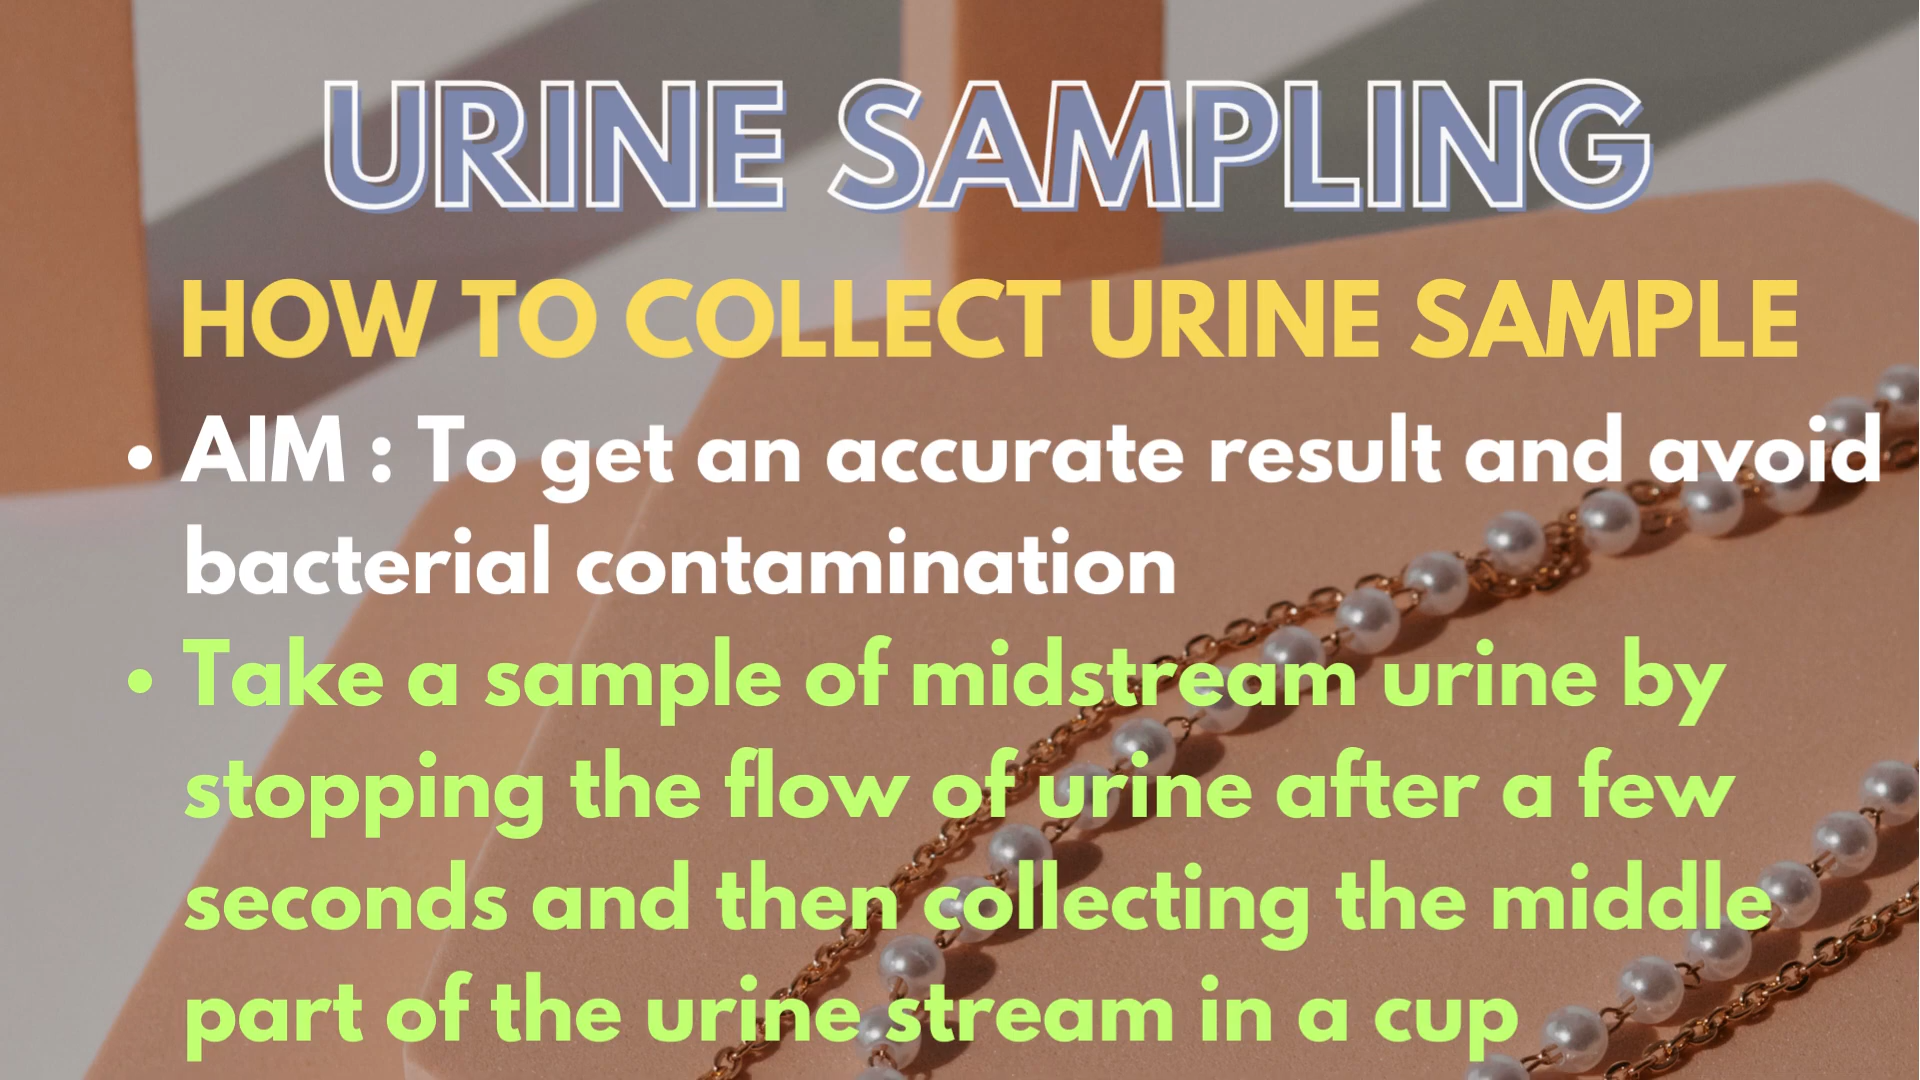 URINE SAMPLING
HOW TO COLLECT URINE SAMPLE
• AIM : To get an accurate result and avoid
bacterial contamination
• Take a sample of midstream urine by
stopping the flow of urine after a few
seconds and then collecting the middle
part of the urine stream in a cup